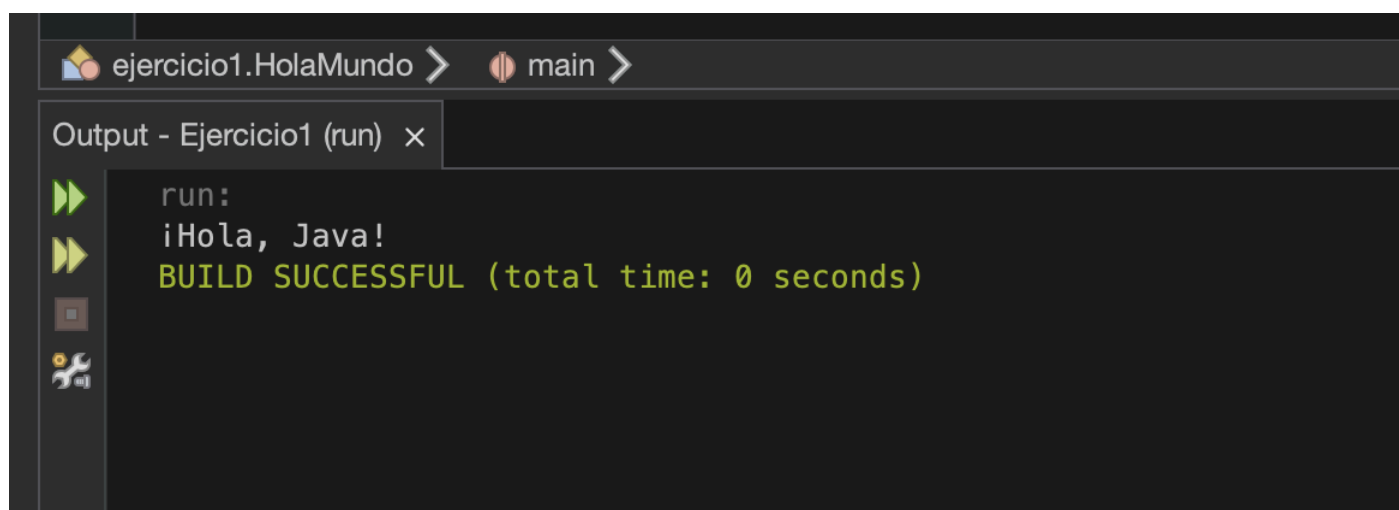 ejercicio1.HolaMundo main
Output - Ejercicio1 (run) ×
run:
¡Hola, Java!
BUILD SUCCESSFUL (total time: 0 seconds)